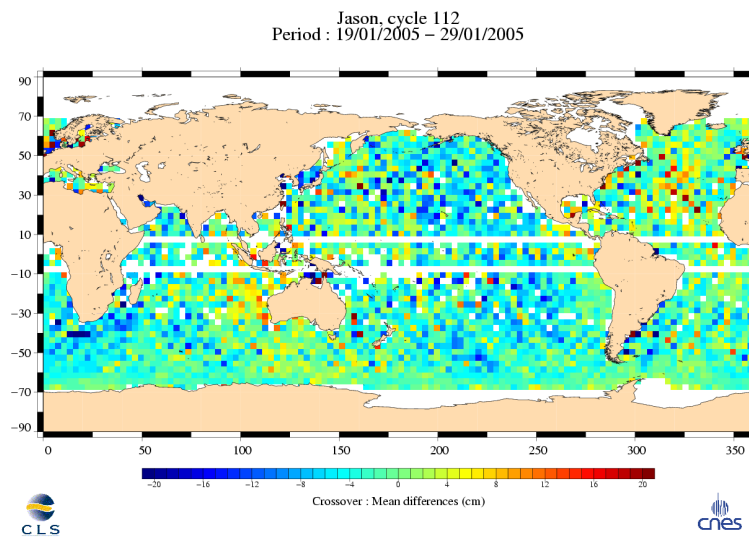 Jason, cycle 112
Period : 19/01/2005 − 29/01/2005
90
70
50
30
10
−10
−30
−50
−70
−90
0 50 100 150 200 250 300 350
−20 −16 −12 −8 −4 0 4 8 12 16 20
Crossover : Mean differences (cm)
CLS
cnes